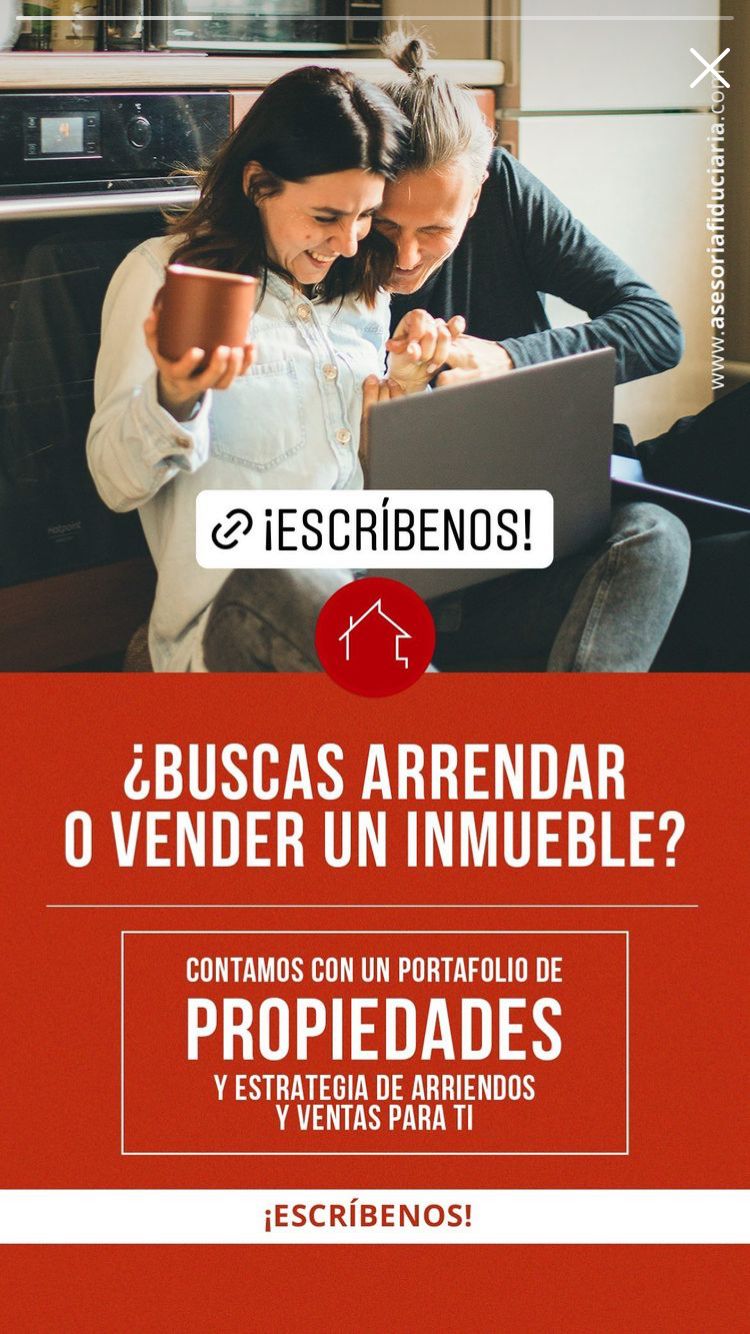 www.asesoriafiduciaria.com
¡ESCRÍBENOS!
¿BUSCAS ARRENDAR
O VENDER UN INMUEBLE?
CONTAMOS CON UN PORTAFOLIO DE
PROPIEDADES
Y ESTRATEGIA DE ARRIENDOS
Y VENTAS PARA TI
¡ESCRÍBENOS!